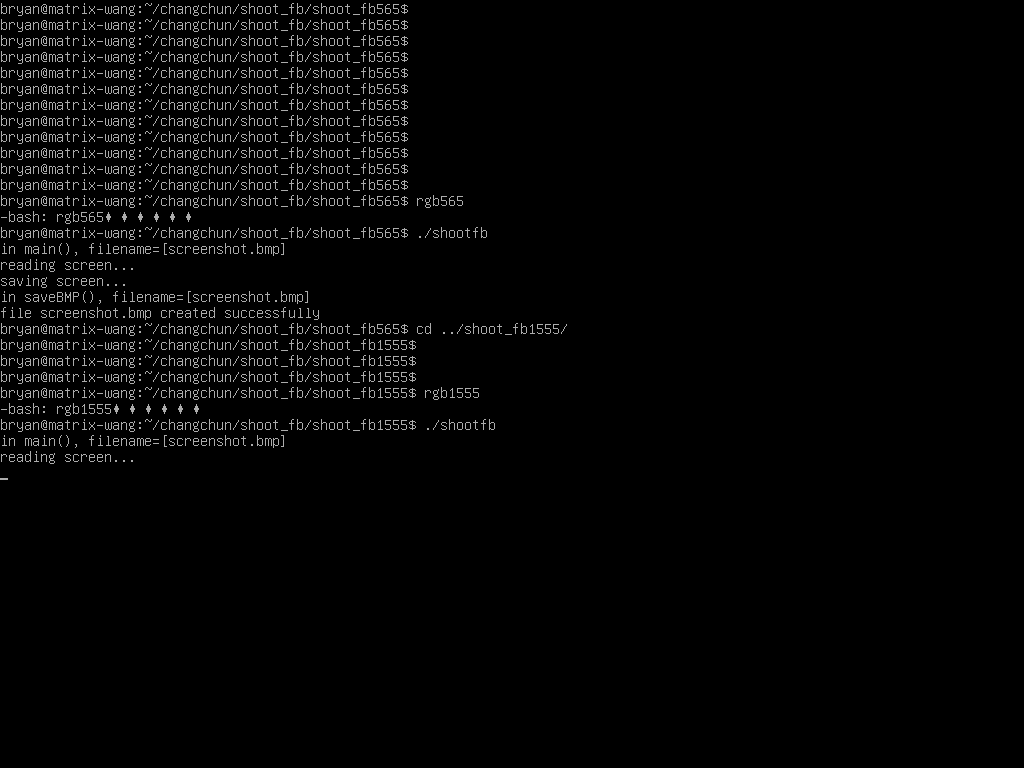 bryan@matrix-wang:~/changchun/shoot_fb/shoot_fb565$
bryan@matrix-wang:~/changchun/shoot_fb/shoot_fb565$
bryan@matrix-wang:~/changchun/shoot_fb/shoot_fb565$
bryan@matrix-wang:~/changchun/shoot_fb/shoot_fb565$
bryan@matrix-wang:~/changchun/shoot_fb/shoot_fb565$
bryan@matrix-wang:~/changchun/shoot_fb/shoot_fb565$
bryan@matrix-wang:~/changchun/shoot_fb/shoot_fb565$
bryan@matrix-wang:~/changchun/shoot_fb/shoot_fb565$
bryan@matrix-wang:~/changchun/shoot_fb/shoot_fb565$
bryan@matrix-wang:~/changchun/shoot_fb/shoot_fb565$
bryan@matrix-wang:~/changchun/shoot_fb/shoot_fb565$
bryan@matrix-wang:~/changchun/shoot_fb/shoot_fb565$
bryan@matrix-wang:~/changchun/shoot_fb/shoot_fb565$ rgb565
-bash: rgb565♦ ♦ ♦ ♦ ♦ ♦
bryan@matrix-wang:~/changchun/shoot_fb/shoot_fb565$ ./shootfb
in main(), filename=[screenshot.bmp]
reading screen...
saving screen...
in saveBMP(), filename=[screenshot.bmp]
file screenshot.bmp created successfully
bryan@matrix-wang:~/changchun/shoot_fb/shoot_fb565$ cd ../shoot_fb1555/
bryan@matrix-wang:~/changchun/shoot_fb/shoot_fb1555$
bryan@matrix-wang:~/changchun/shoot_fb/shoot_fb1555$
bryan@matrix-wang:~/changchun/shoot_fb/shoot_fb1555$
bryan@matrix-wang:~/changchun/shoot_fb/shoot_fb1555$ rgb1555
-bash: rgb1555♦ ♦ ♦ ♦ ♦ ♦
bryan@matrix-wang:~/changchun/shoot_fb/shoot_fb1555$ ./shootfb
in main(), filename=[screenshot.bmp]
reading screen...